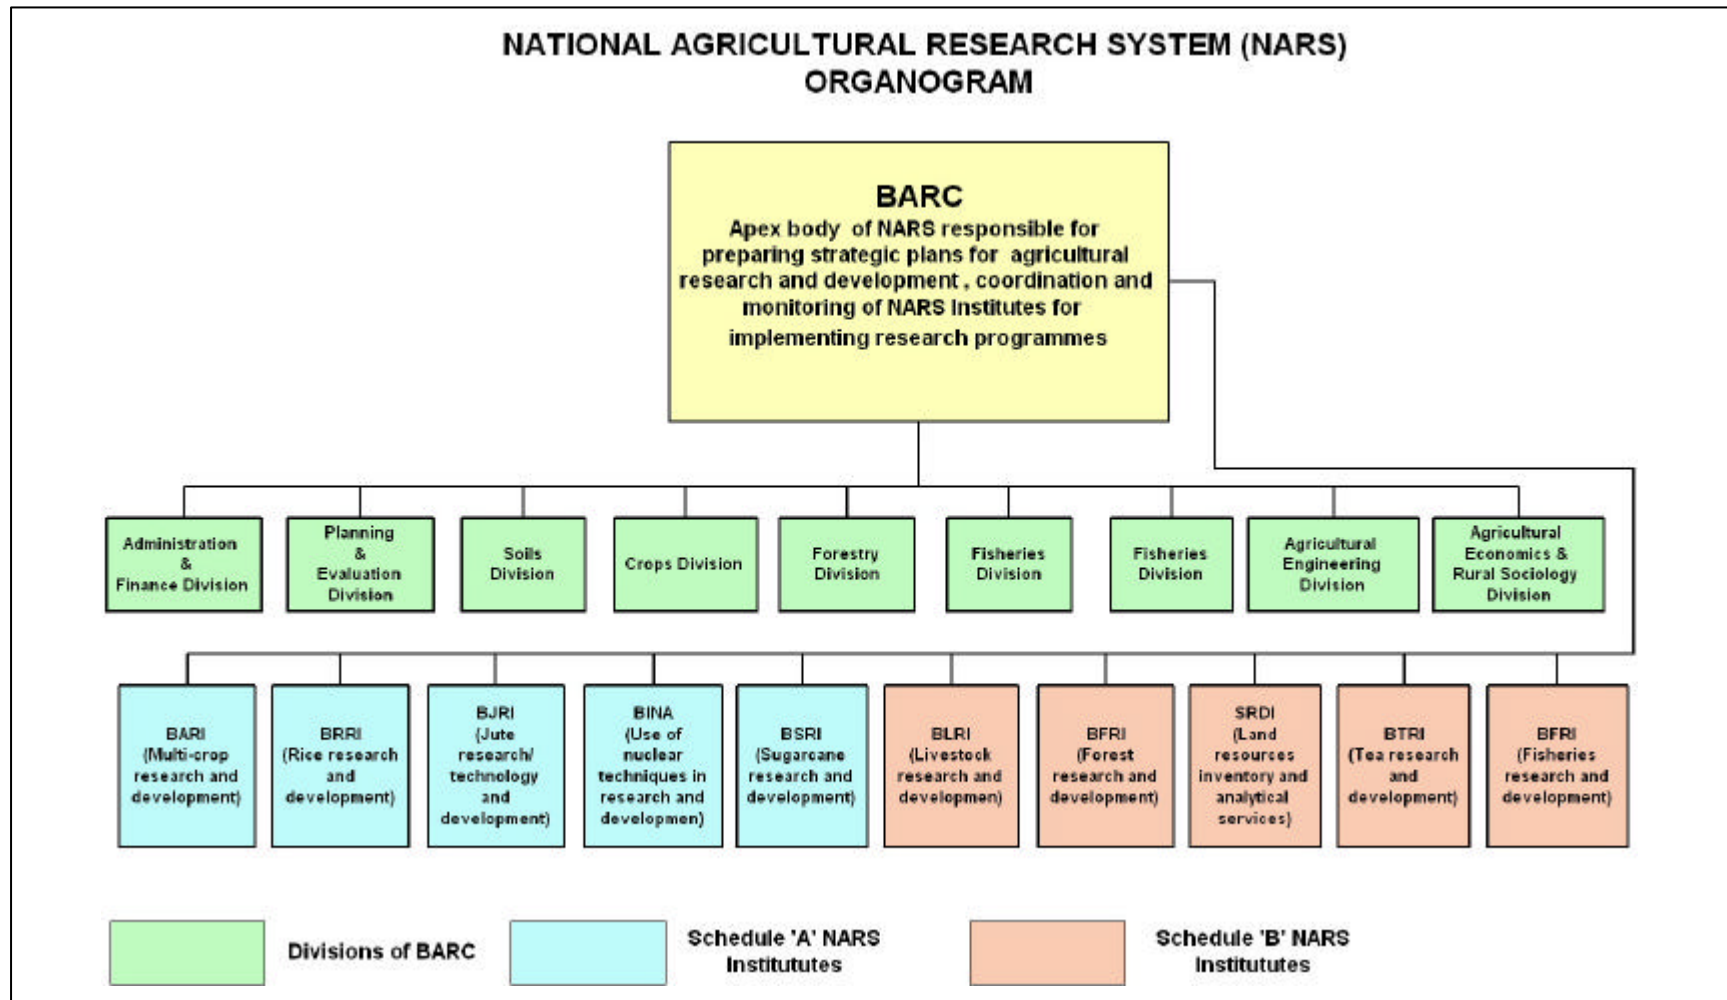 NATIONAL AGRICULTURAL RESEARCH SYSTEM (NARS)
ORGANOGRAM
BARC
Apex body of NARS responsible for
preparing strategic plans for agricultural
research and development , coordination and
monitoring of NARS Institutes for
implementing research programmes
Administration
&
Finance Division
Planning
&
Evaluation
Division
Soils
Division
Crops Division
Forestry
Division
Fisheries
Division
Fisheries
Division
Agricultural
Engineering
Division
Agricultural
Economics &
Rural Sociology
Division
BARI
(Multi-crop
research and
development)
BRRI
(Rice research
and
development)
BJRI
(Jute
research/
technology
and
development)
BINA
(Use of
nuclear
techniques in
research and
developmen)
BSRI
(Sugarcane
research and
development)
BLRI
(Livestock
research and
developmen)
BFRI
(Forest
research and
development)
SRDI
(Land
resources
inventory and
analytical
services)
BTRI
(Tea research
and
development)
BFRI
(Fisheries
research and
development)
Divisions of BARC
Schedule 'A' NARS
Institututes
Schedule 'B' NARS
Institututes